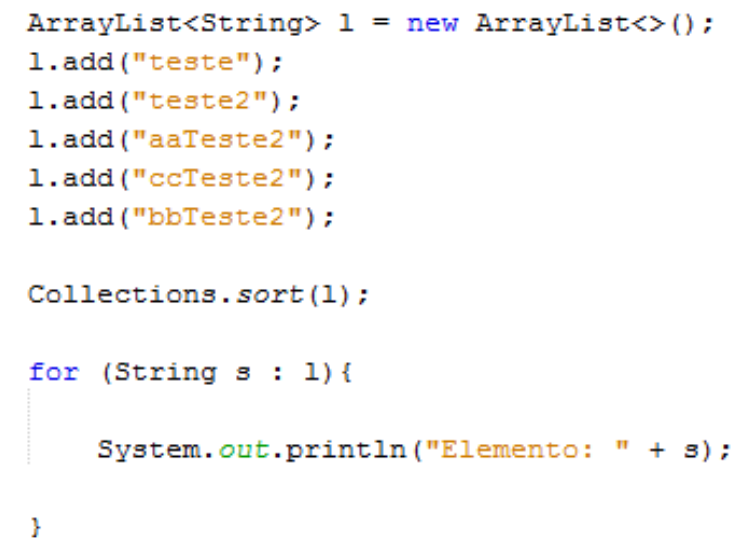 ArrayList<String> l = new ArrayList<>();
l.add("teste");
l.add("teste2");
l.add("aaTeste2");
l.add("ccTeste2");
l.add("bbTeste2");
Collections.sort(l);
for (String s : l){
System.out.println("Elemento: " + s);
}